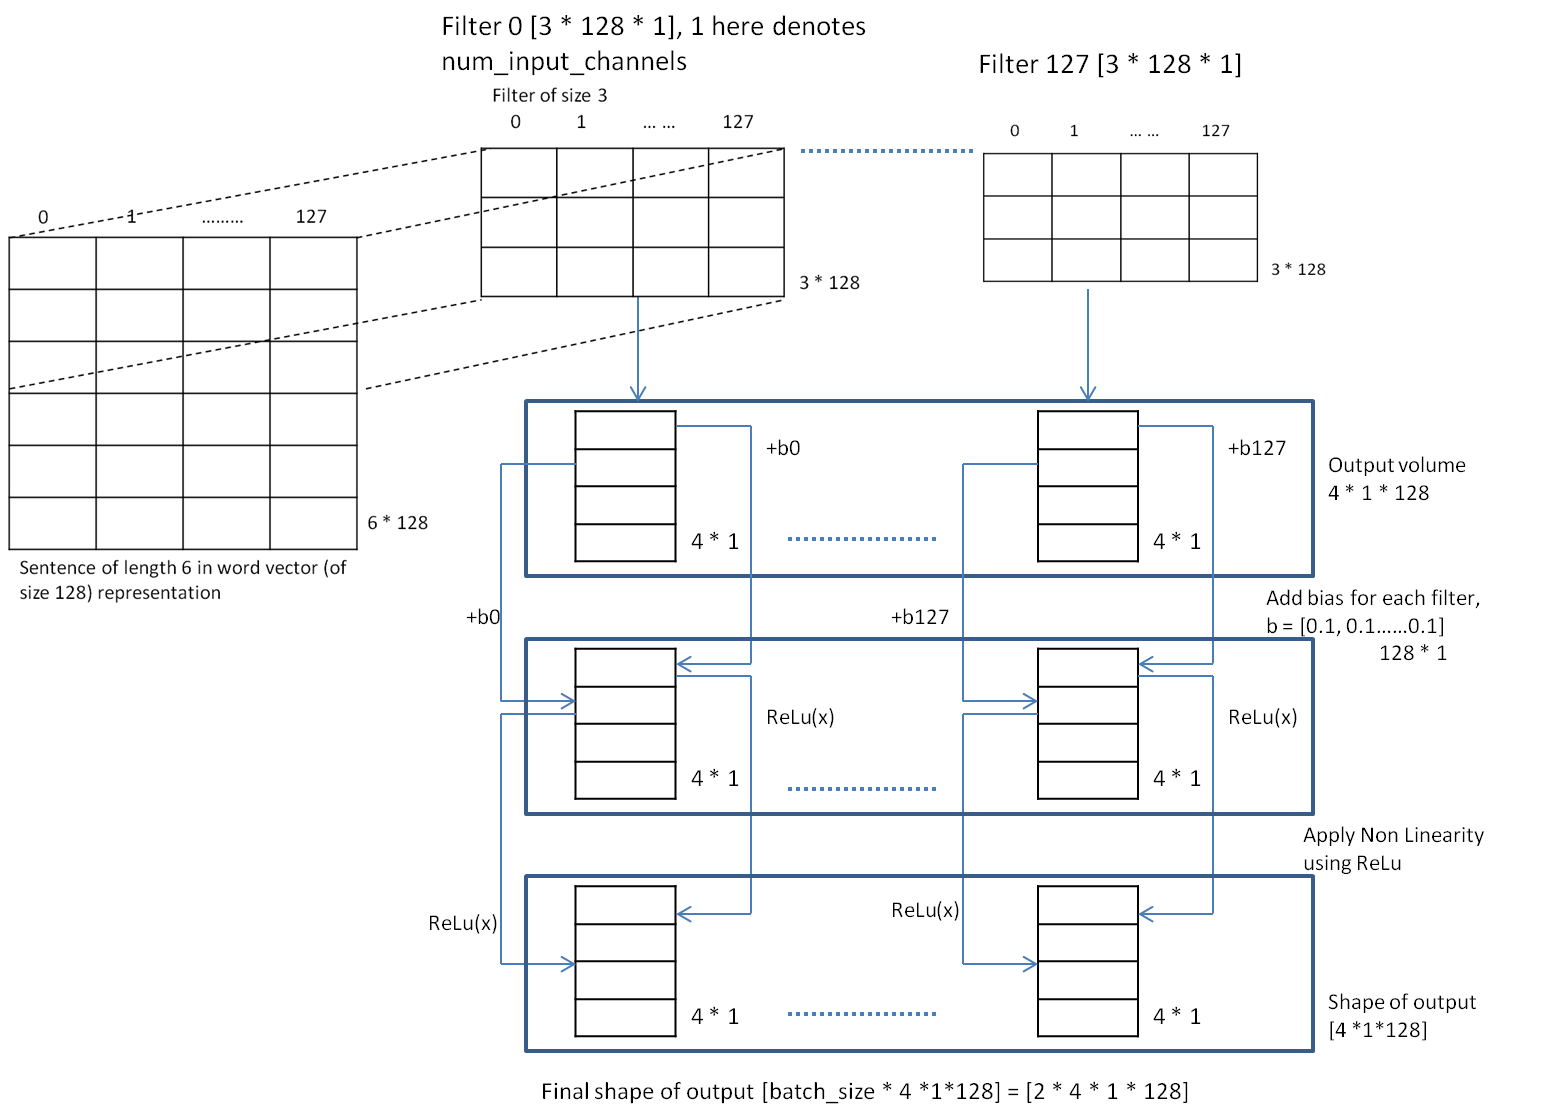 Filter 0 [3 * 128 * 1], 1 here denotes
num_input_channels
Filter 127 [3 * 128 * 1]
Filter of size 3
0 1 ... ... 127
0 1 ... ... 127
0 1 ......... 127
3 * 128
3 * 128
6 * 128
Sentence of length 6 in word vector (of
size 128) representation
+b0
+b127
Output volume
4 * 1 * 128
4 * 1
4 * 1
+b0
+b127
Add bias for each filter,
b = [0.1, 0.1......0.1]
128 * 1
ReLu(x)
ReLu(x)
4 * 1
4 * 1
Apply Non Linearity
using ReLu
ReLu(x)
ReLu(x)
4 * 1
4 * 1
Shape of output
[4 *1*128]
Final shape of output [batch_size * 4 *1*128] = [2 * 4 * 1 * 128]